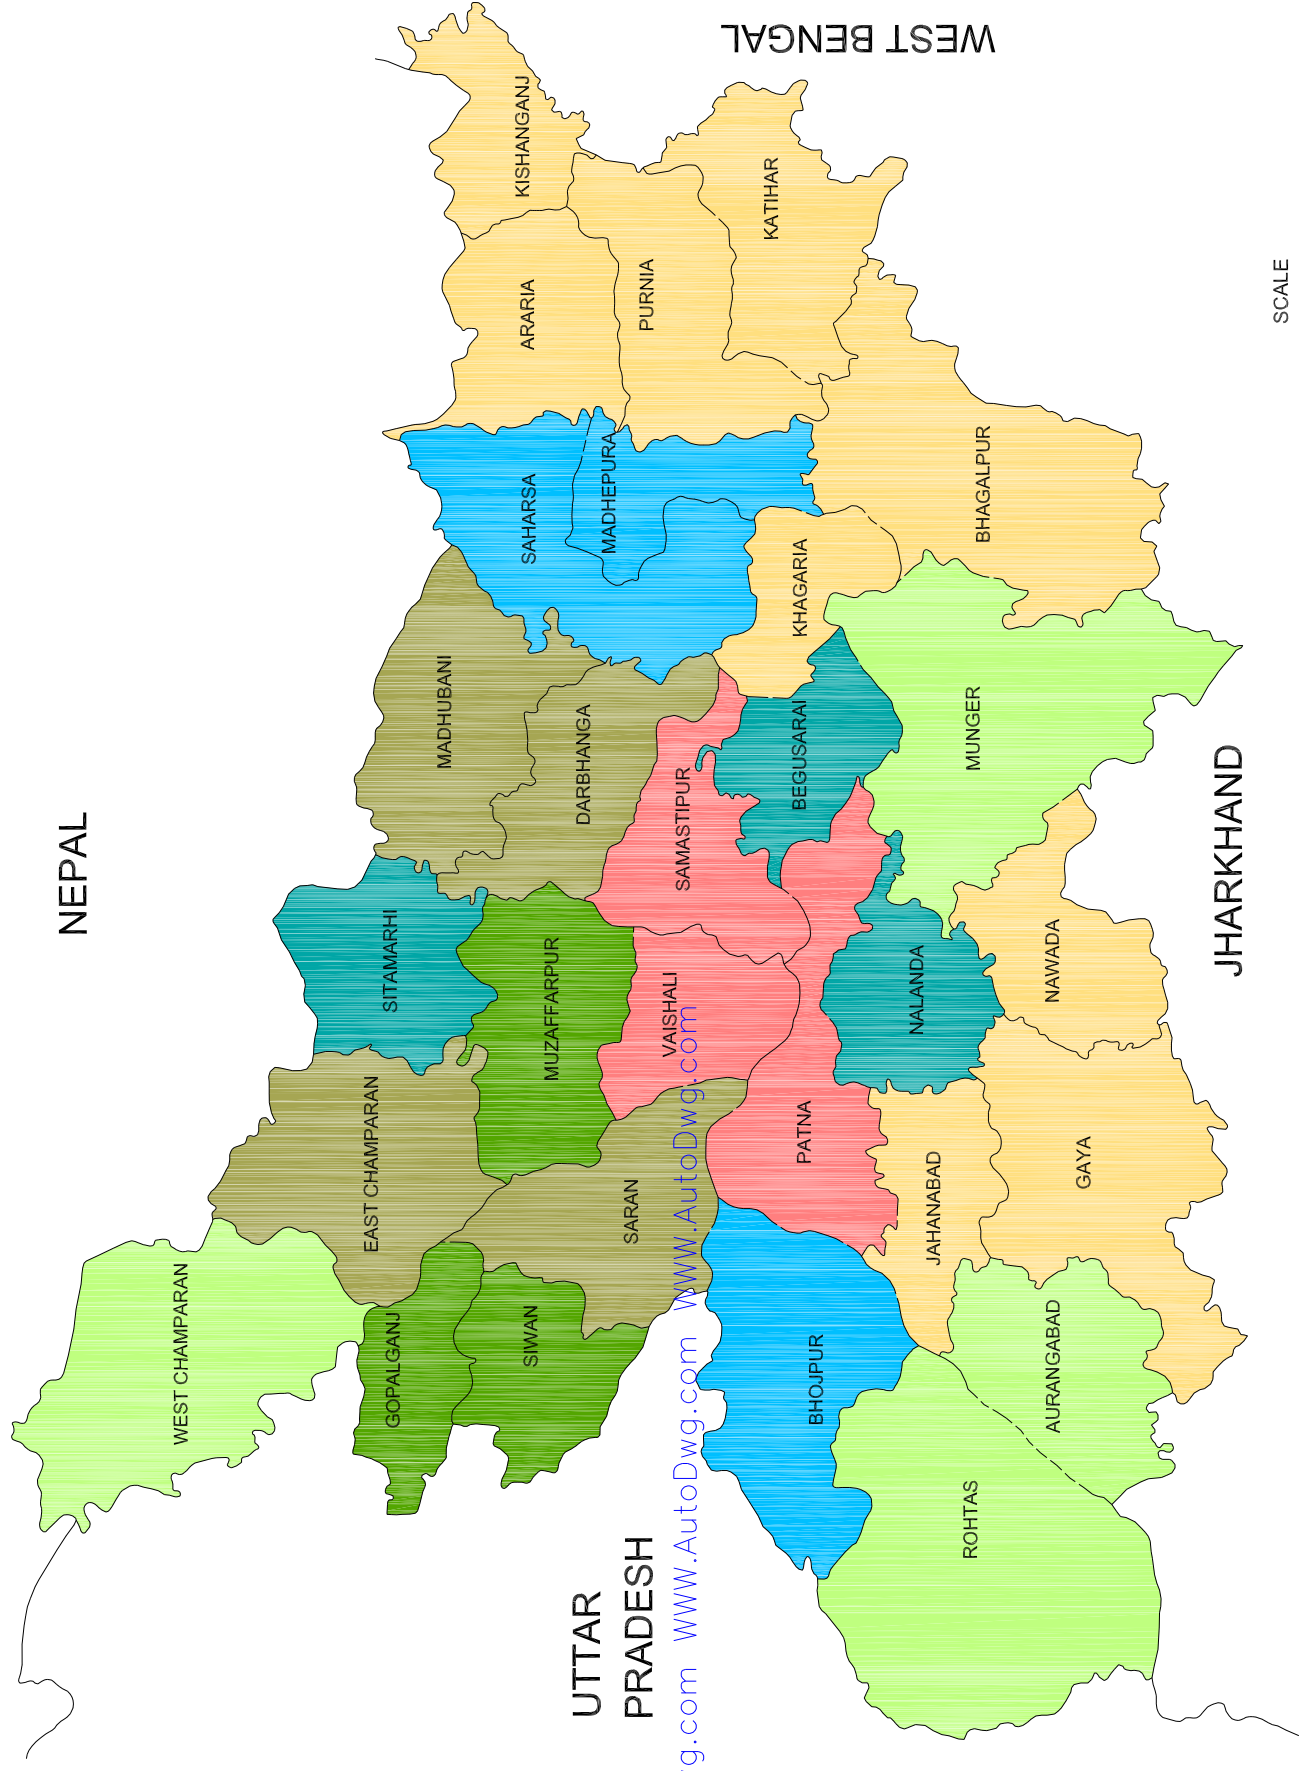 WEST BENGAL
KISHANGANJ
KATIHAR
ARARIA
PURNIA
SCALE
SAHARSA
MADHEPURA
BHAGALPUR
KHAGARIA
MADHUBANI
DARBHANGA
BEGUSARAI
MUNGER
SAMASTIPUR
NEPAL
JHARKHAND
SITAMARHI
MUZAFFARPUR
VAISHALI
NALANDA
NAWADA
EAST CHAMPARAN
SARAN
PATNA
JAHANABAD
GAYA
WEST CHAMPARAN
GOPALGANJ
SIWAN
BHOJPUR
AURANGABAD
ROHTAS
UTTAR
PRADESH
rg.com WWW.AutoDwg.com WWW.AutoDwg.com WWW.AutoDwg.com